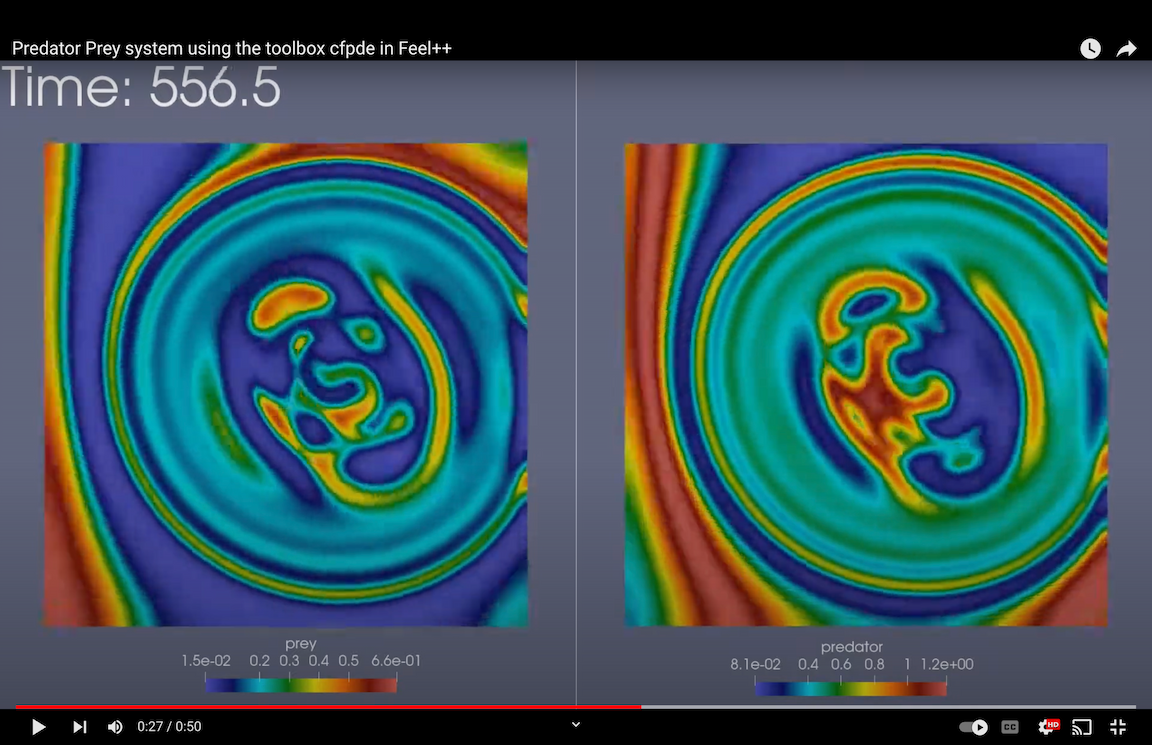 Predator Prey system using the toolbox cfpde in Feel++
Time: 556.5
prey
1.5e-02 0.2 0.3 0.4 0.5 6.6e-01
predator
8.1e-02 0.4 0.6 0.8 1 1.2e+00
0:27 / 0:50
CC
HD